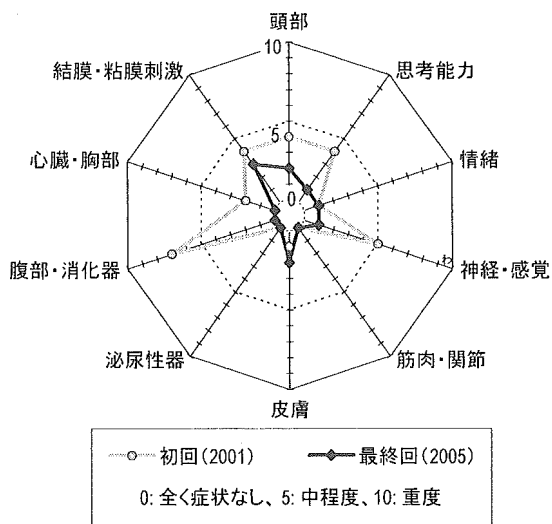 頭部
10
結膜・粘膜刺激
思考能力
5
心臓・胸部
情緒
0
腹部・消化器
神経・感覚
泌尿性器
筋肉・関節
皮膚
初回(2001) 最終回(2005)
0: 全く症状なし、5: 中程度、10: 重度